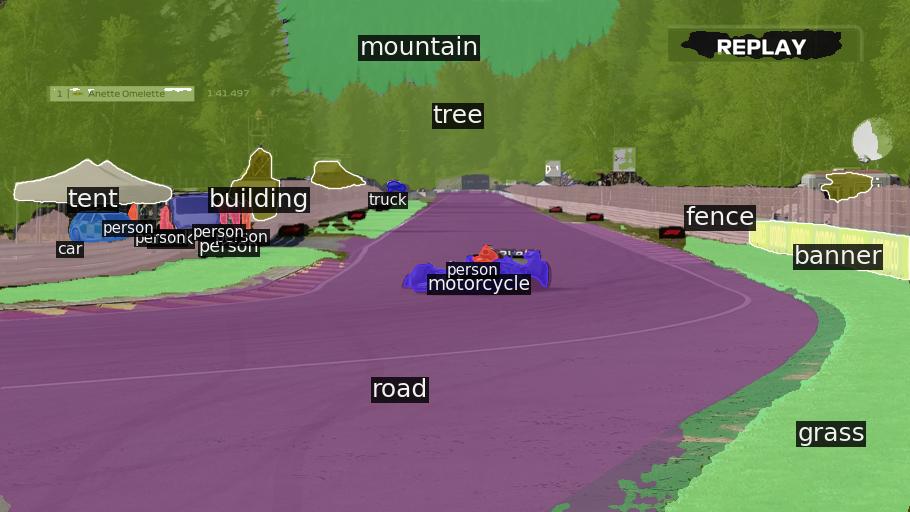 mountain
REPLAY
1 Anette Omelette 1:41.497
tree
tent
building
truck
fence
person
person
person
person
person
car
banner
person
motorcycle
road
grass